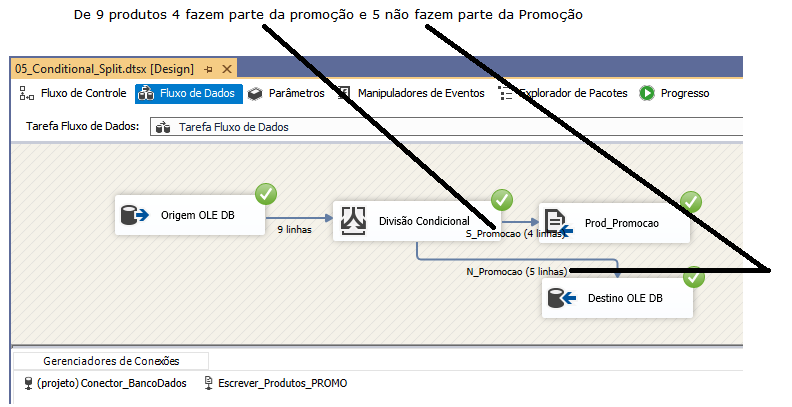 De 9 produtos 4 fazem parte da promoção e 5 não fazem parte da Promoção
05_Conditional_Split.dtsx [Design]
Fluxo de Controle Fluxo de Dados Parâmetros Manipuladores de Eventos Explorador de Pacotes Progresso
Tarefa Fluxo de Dados: Tarefa Fluxo de Dados
Origem OLE DB
9 linhas
Divisão Condicional
S_Promocao (4 linhas)
Prod_Promocao
N_Promocao (5 linhas)
Destino OLE DB
Gerenciadores de Conexões
(projeto) Conector_BancoDados Escrever_Produtos_PROMO